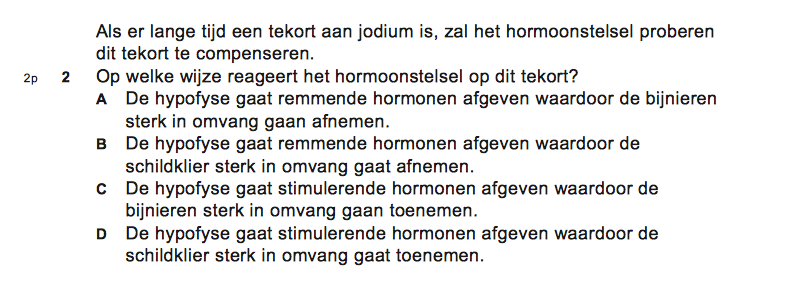 Als er lange tijd een tekort aan jodium is, zal het hormoonstelsel proberen
dit tekort te compenseren.
2p 2 Op welke wijze reageert het hormoonstelsel op dit tekort?
A De hypofyse gaat remmende hormonen afgeven waardoor de bijnieren
sterk in omvang gaan afnemen.
B De hypofyse gaat remmende hormonen afgeven waardoor de
schildklier sterk in omvang gaat afnemen.
C De hypofyse gaat stimulerende hormonen afgeven waardoor de
bijnieren sterk in omvang gaan toenemen.
D De hypofyse gaat stimulerende hormonen afgeven waardoor de
schildklier sterk in omvang gaat toenemen.